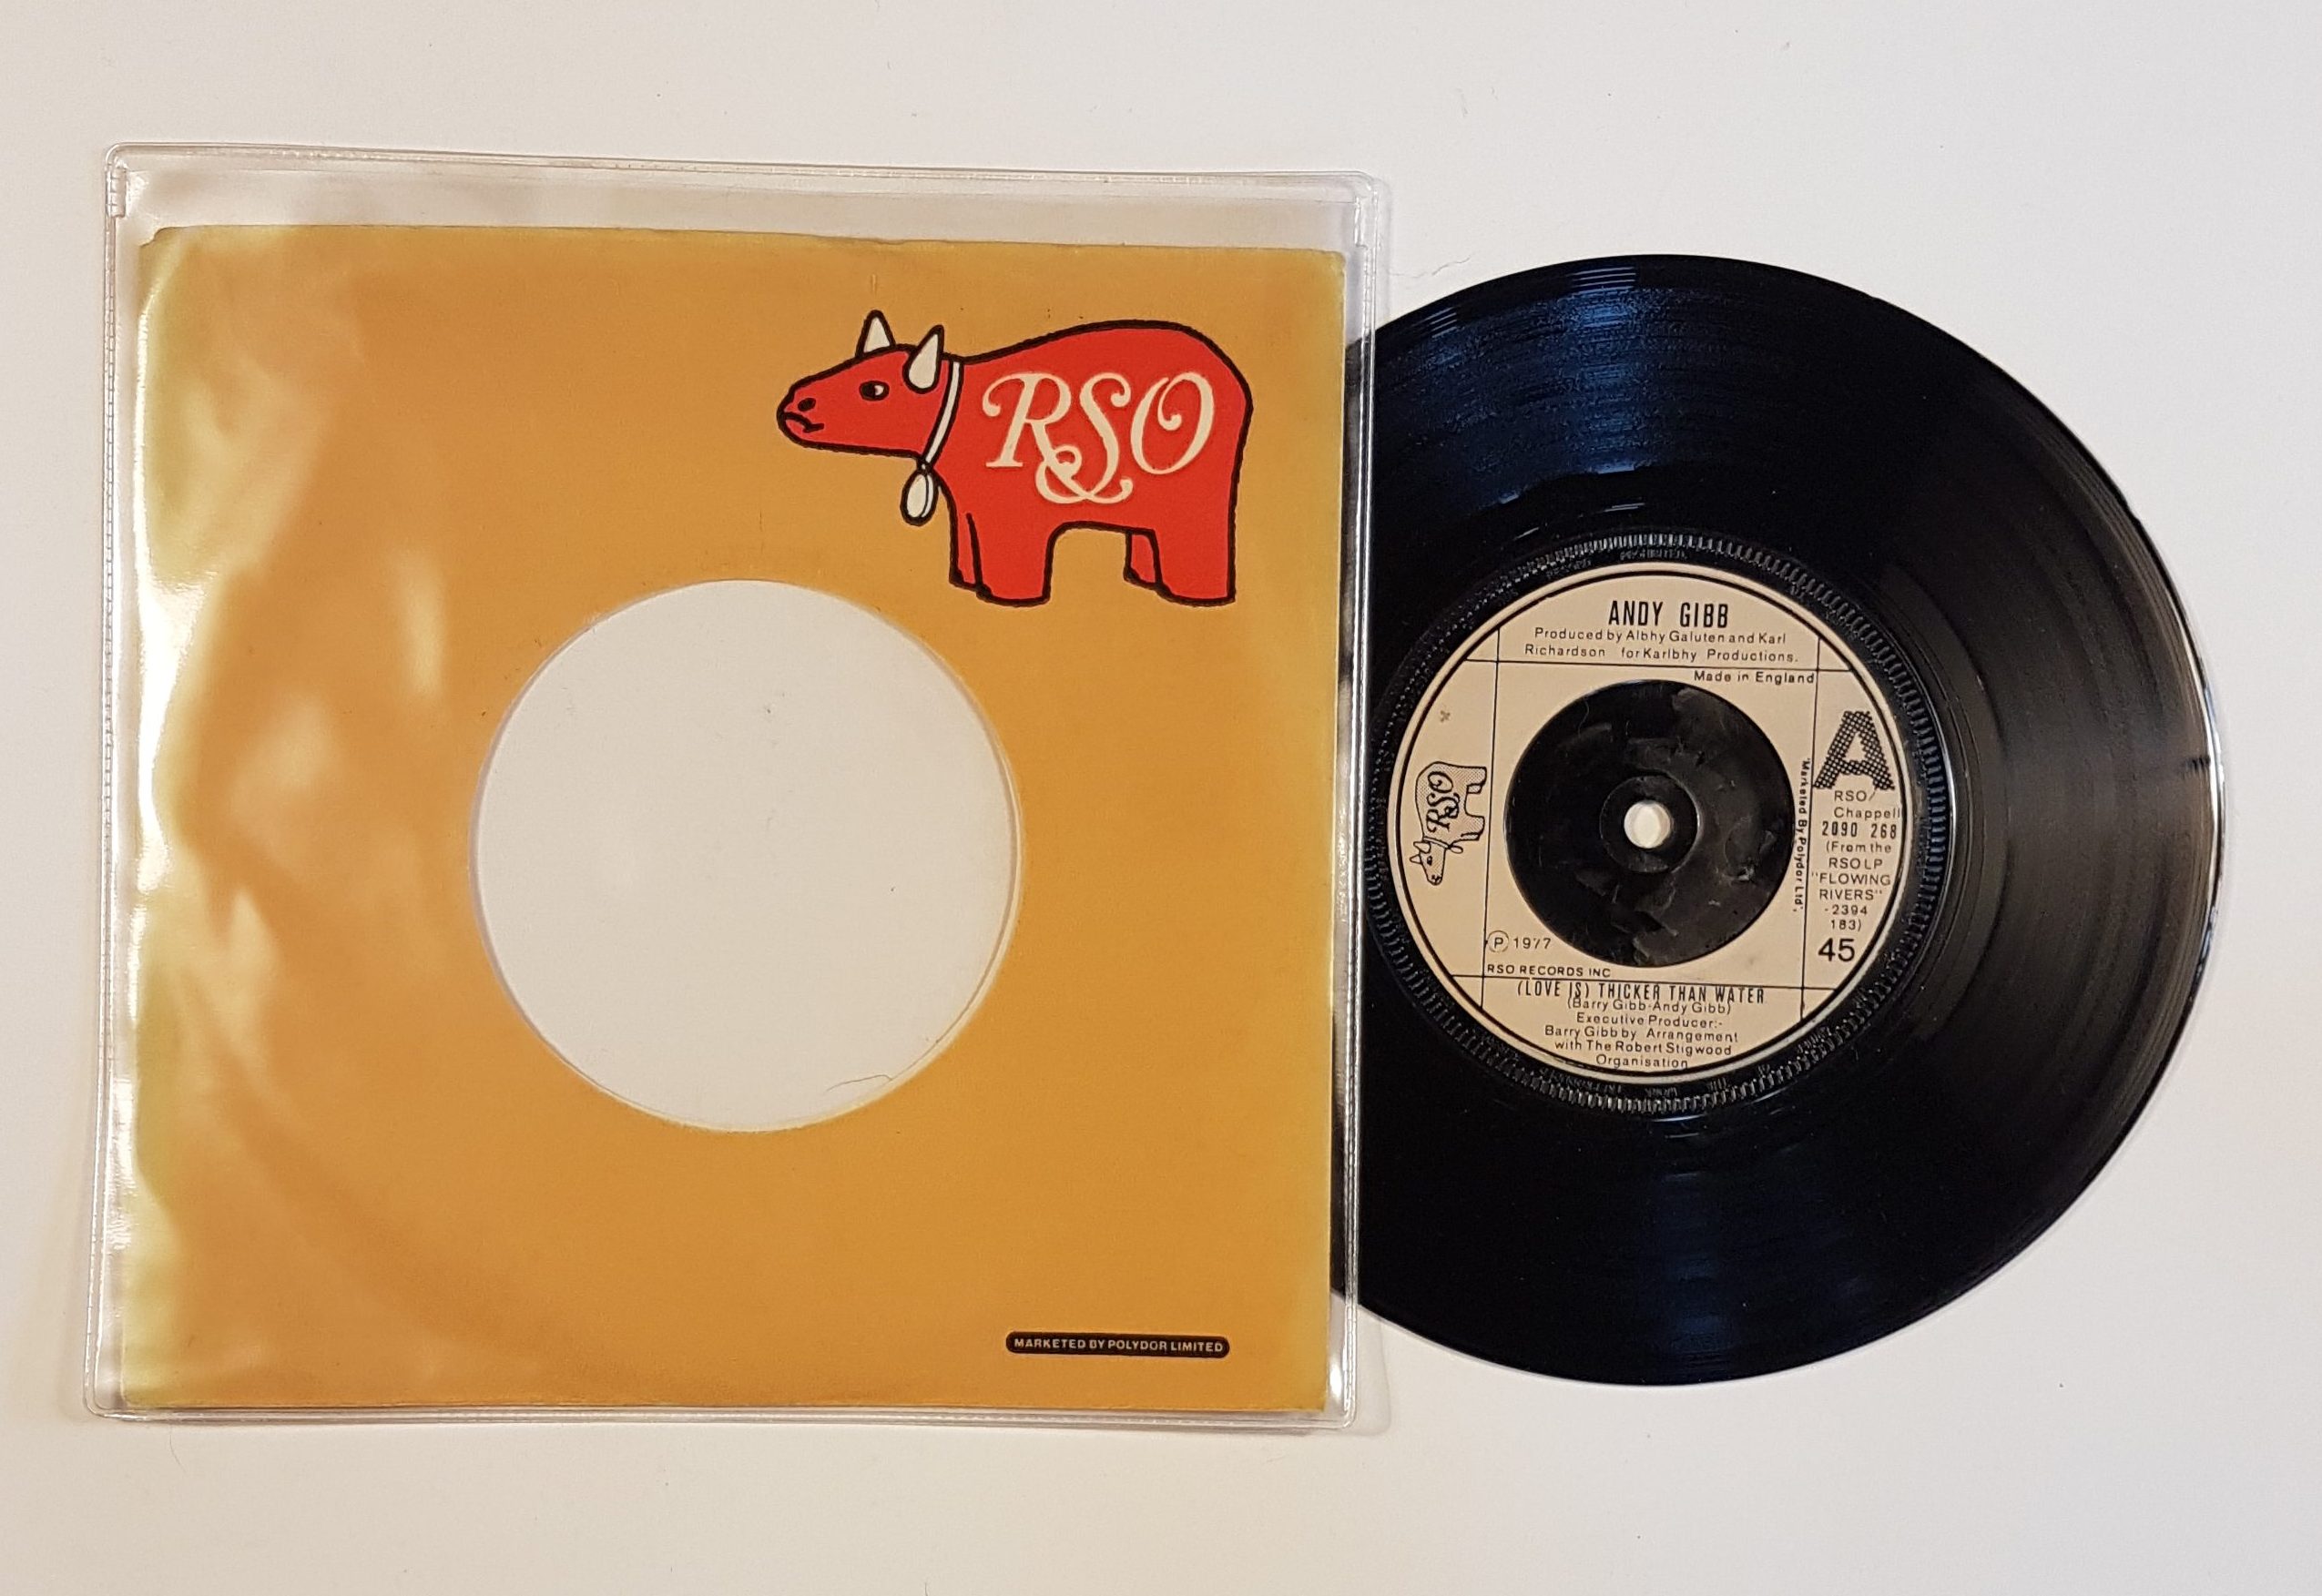 RSO
MARKETED BY POLYDOR LIMITED
ANDY GIBB
Produced by Albhy Galuten and Karl
Richardson for Karlbhy Productions.
Made in England
RSO
A
RSO/
Chappell
2090 268
(From the
RSO LP
"FLOWING
RIVERS"
-2394
183)
45
'Marketed By Polydor Ltd'.
Ⓟ 1977
RSO RECORDS INC
(LOVE IS) THICKER THAN WATER
(Barry Gibb-Andy Gibb)
Executive Producer:-
Barry Gibb by Arrangement
with The Robert Stigwood
Organisation
PROHIBITED.